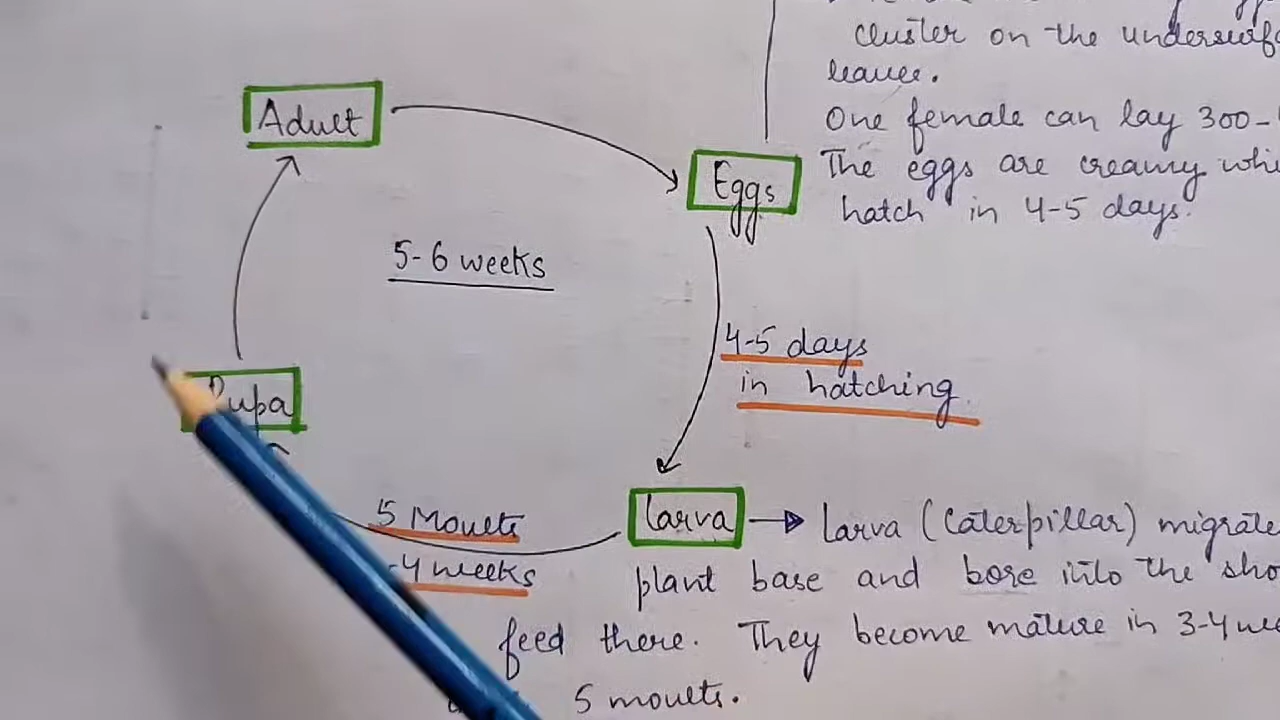 cluster on the undersurfa
leaves.
Adult
One female can lay 300-
Eggs
The eggs are creamy whi
hatch in 4-5 days.
5-6 weeks
4-5 days
in hatching.
Pupa
5 Moults
-4 weeks
Larva
Larva (Caterpillar) migrate
plant base and bore into the sho
feed there. They become mature in 3-4 we
5 moults.